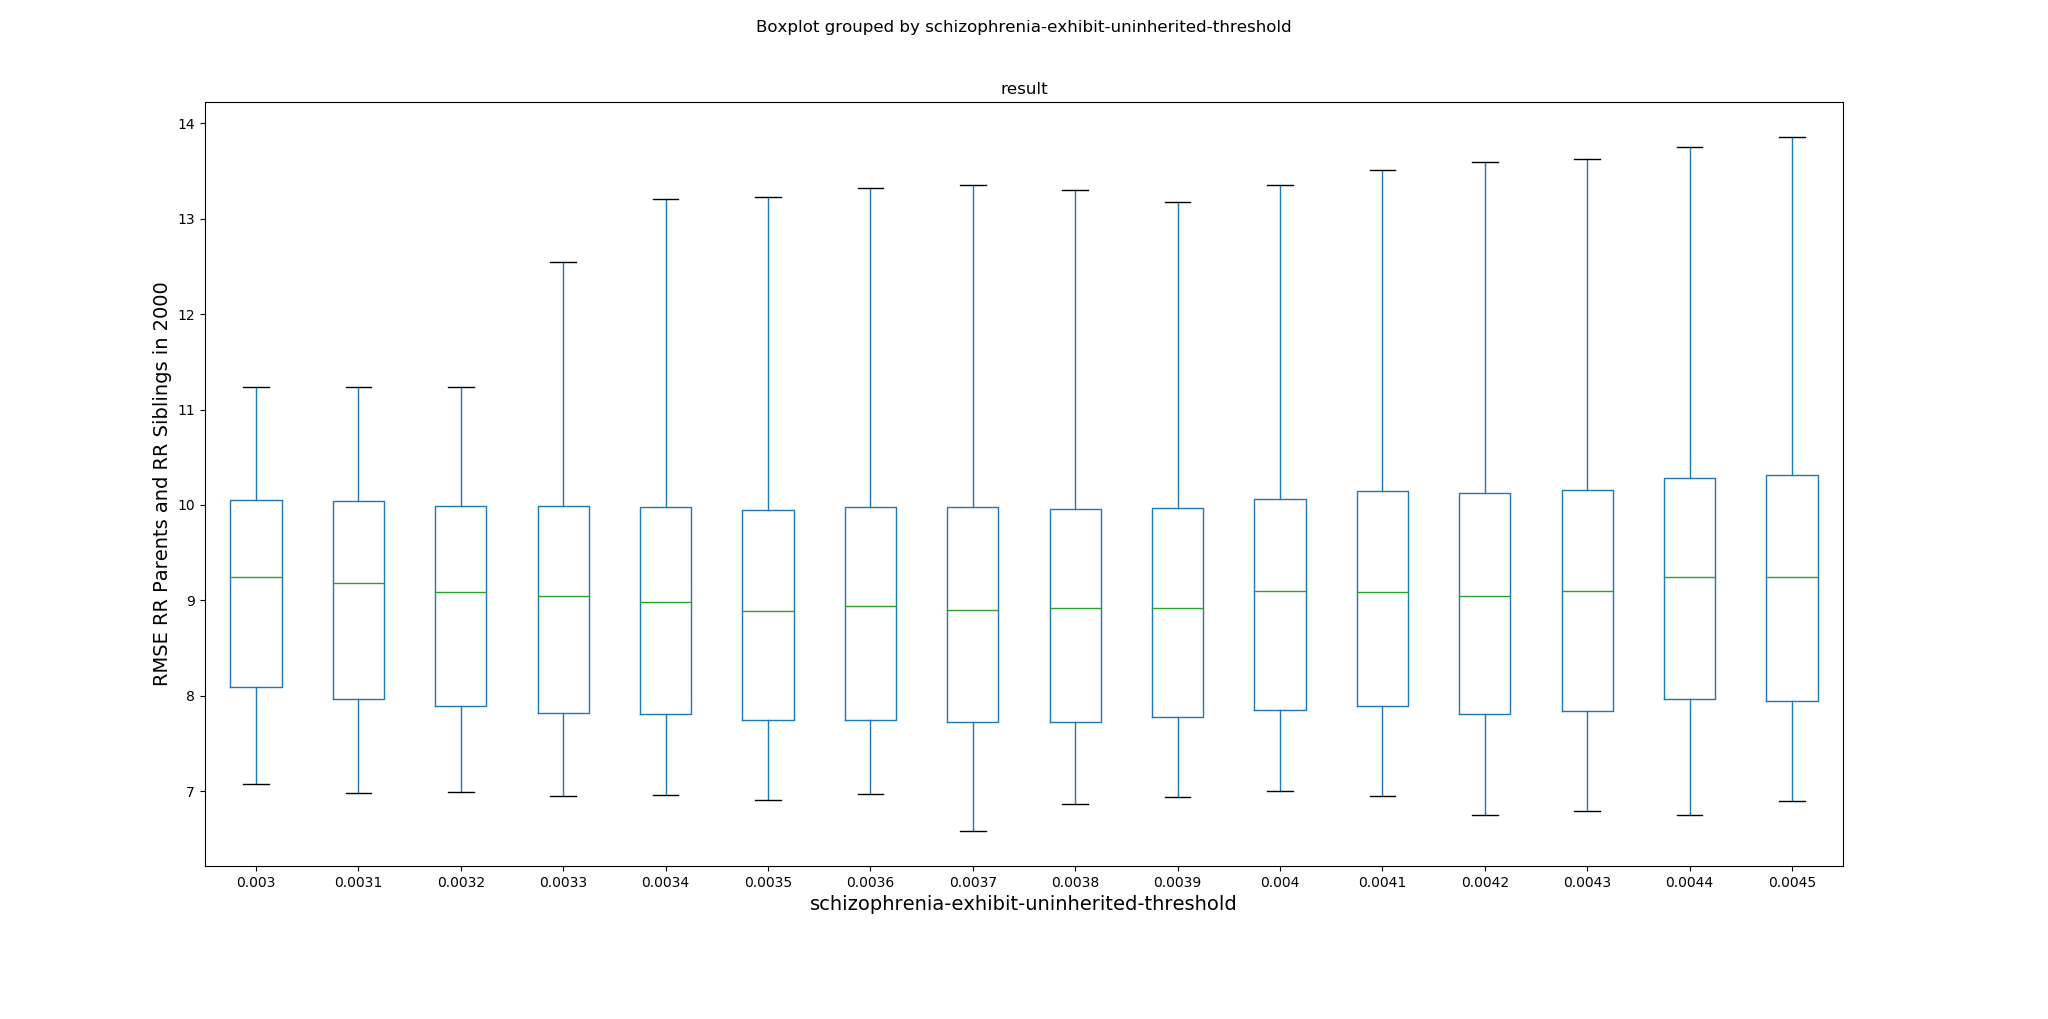 Boxplot grouped by schizophrenia-exhibit-uninherited-threshold
result
RMSE RR Parents and RR Siblings in 2000
14
13
12
11
10
9
8
7
0.003 0.0031 0.0032 0.0033 0.0034 0.0035 0.0036 0.0037 0.0038 0.0039 0.004 0.0041 0.0042 0.0043 0.0044 0.0045
schizophrenia-exhibit-uninherited-threshold